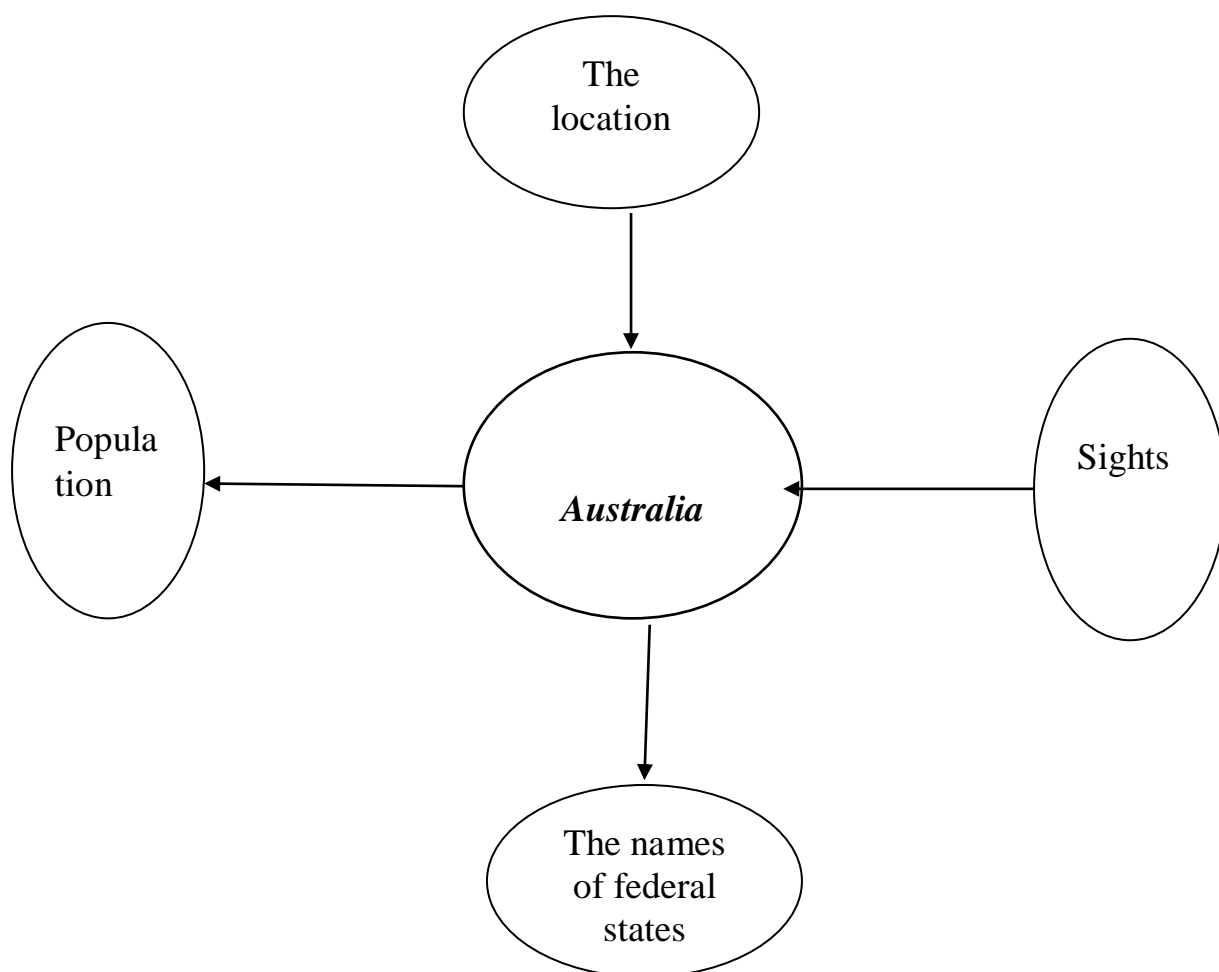 The
location
Popula
tion
Australia
Sights
The names
of federal
states